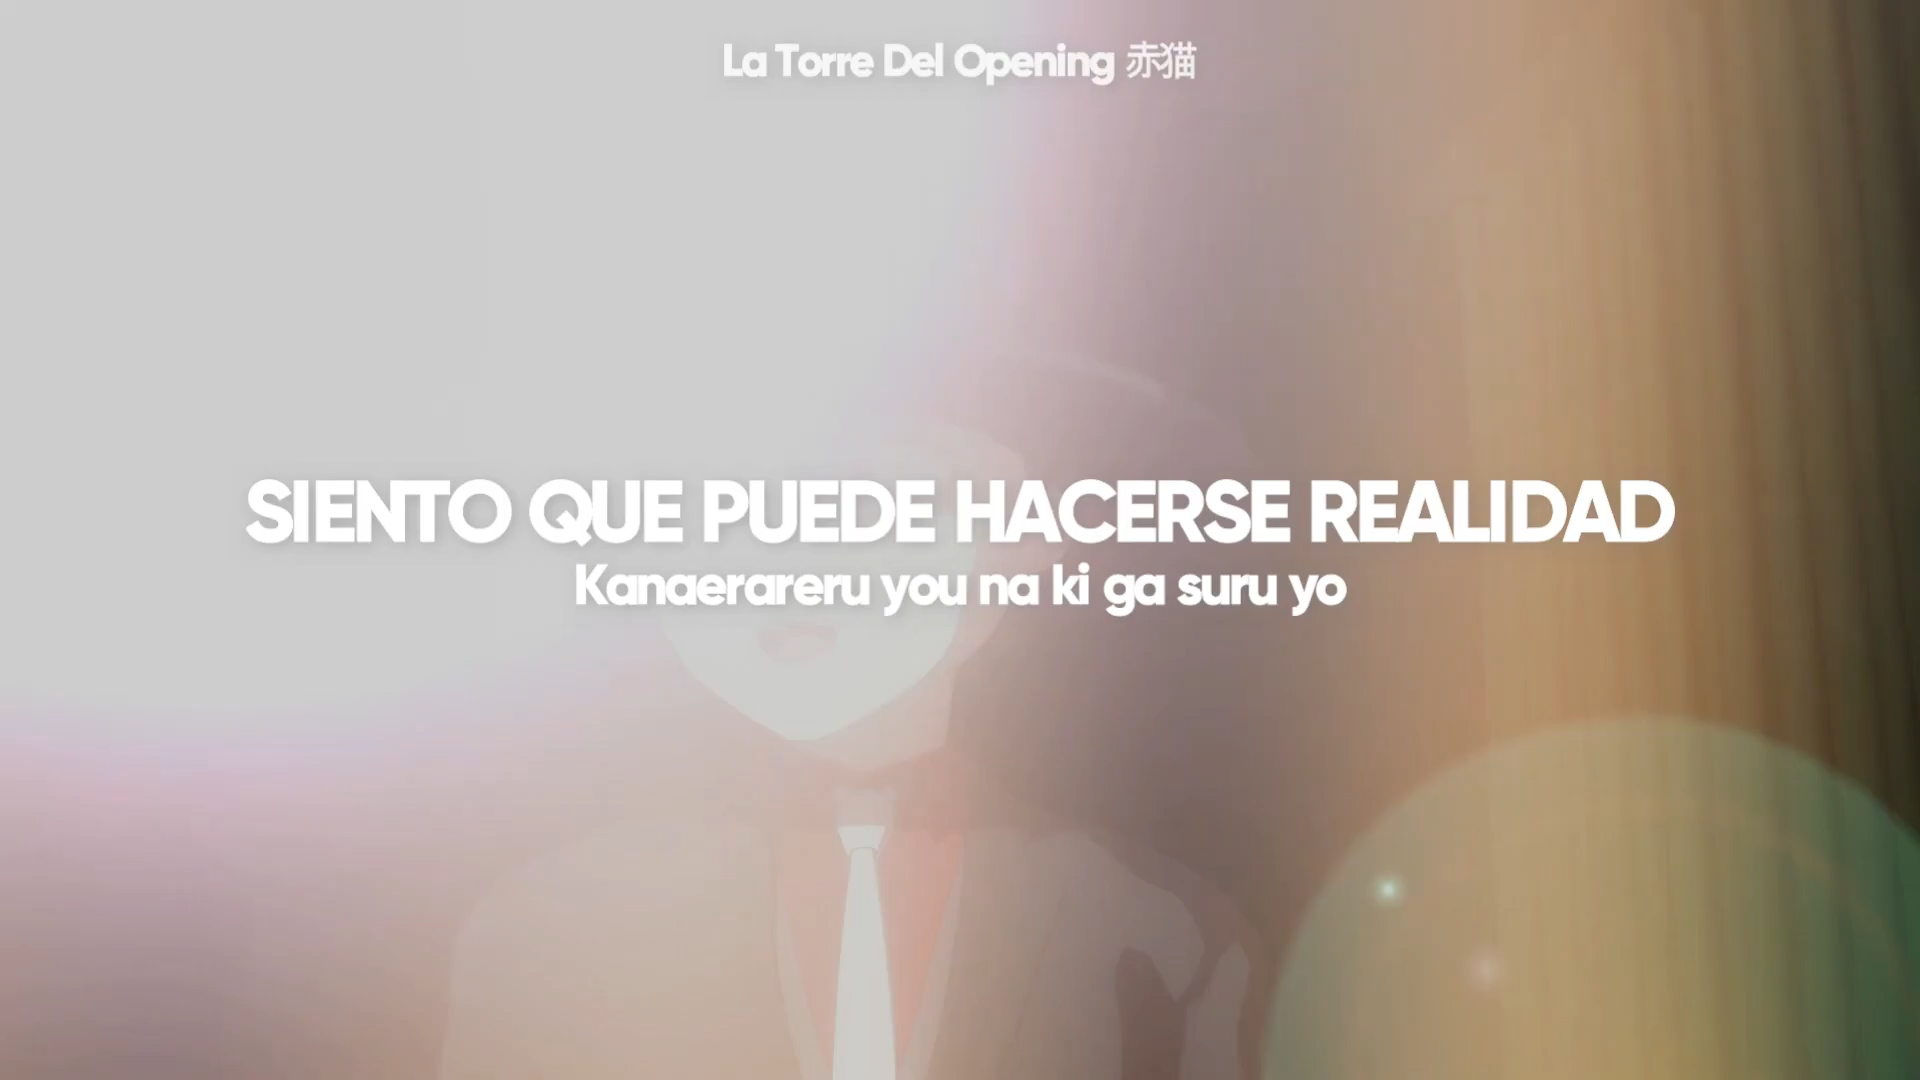 La Torre Del Opening 赤猫
SIENTO QUE PUEDE HACERSE REALIDAD
Kanaerareru you na ki ga suru yo